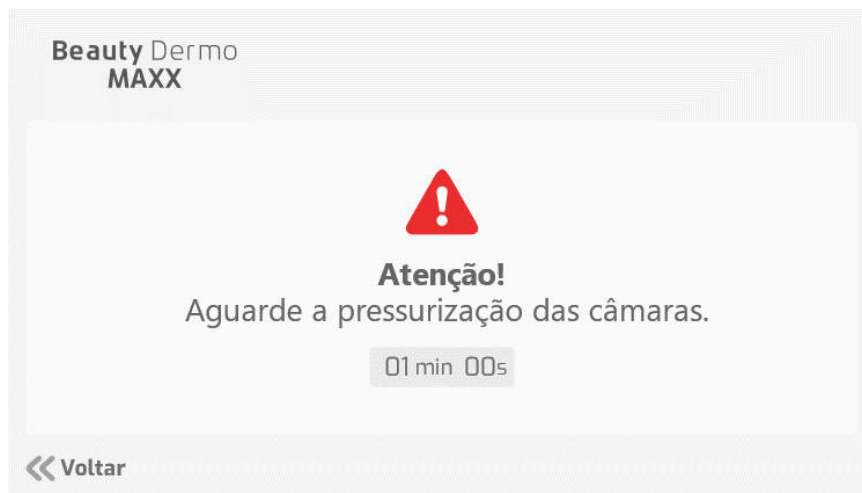 Beauty Dermo
MAXX
Atenção!
Aguarde a pressurização das câmaras.
01 min 00s
Voltar